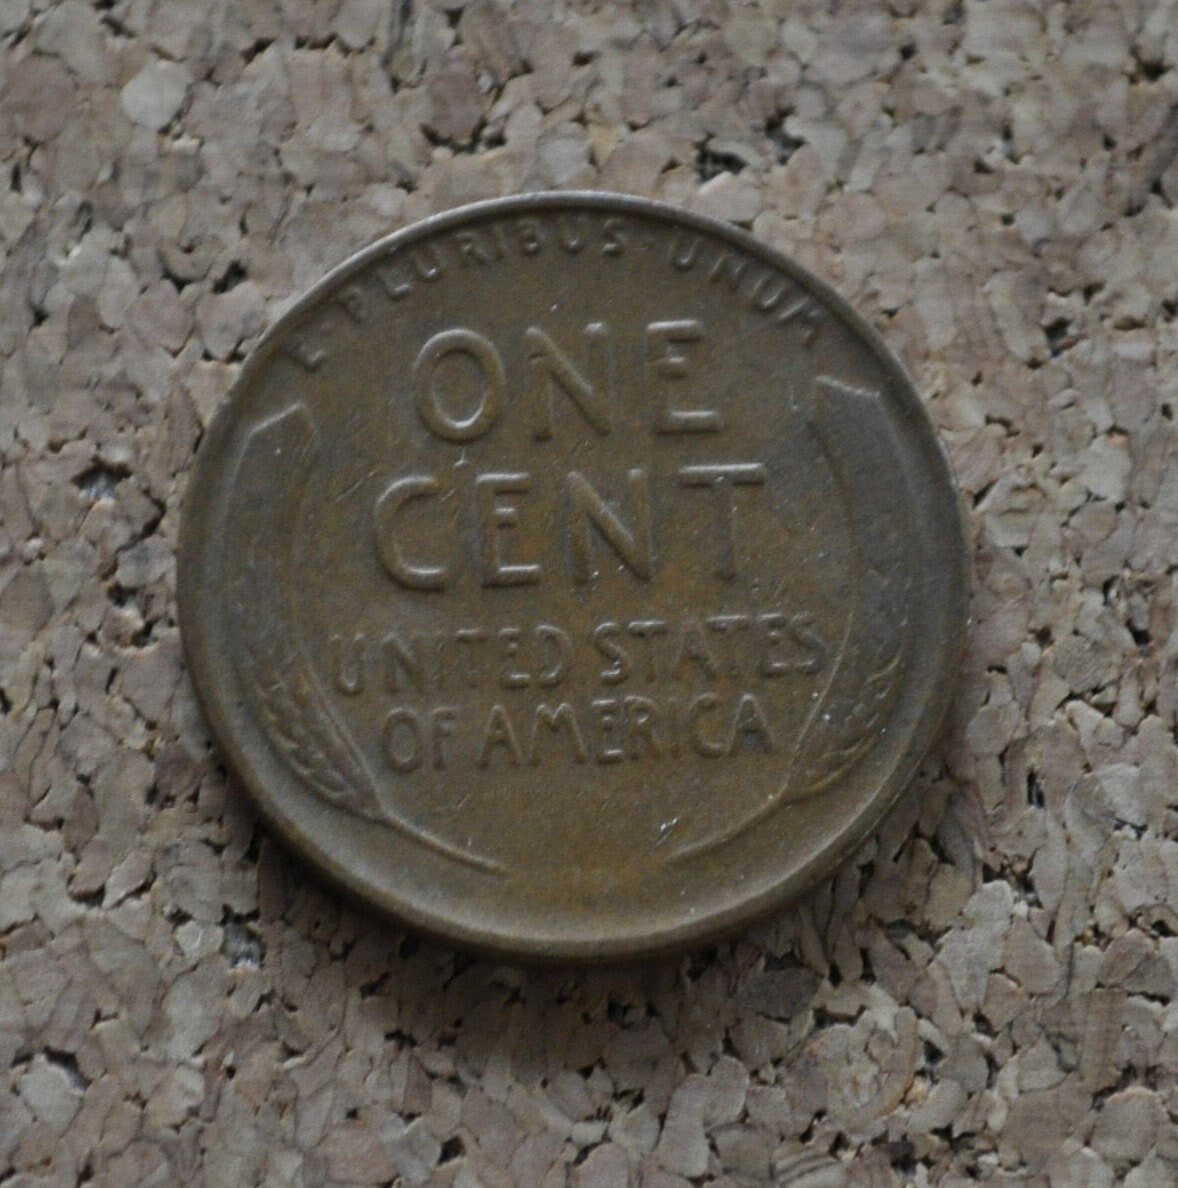 E·PLURIBUS·UNUM
ONE
CENT
UNITED STATES
OF AMERICA